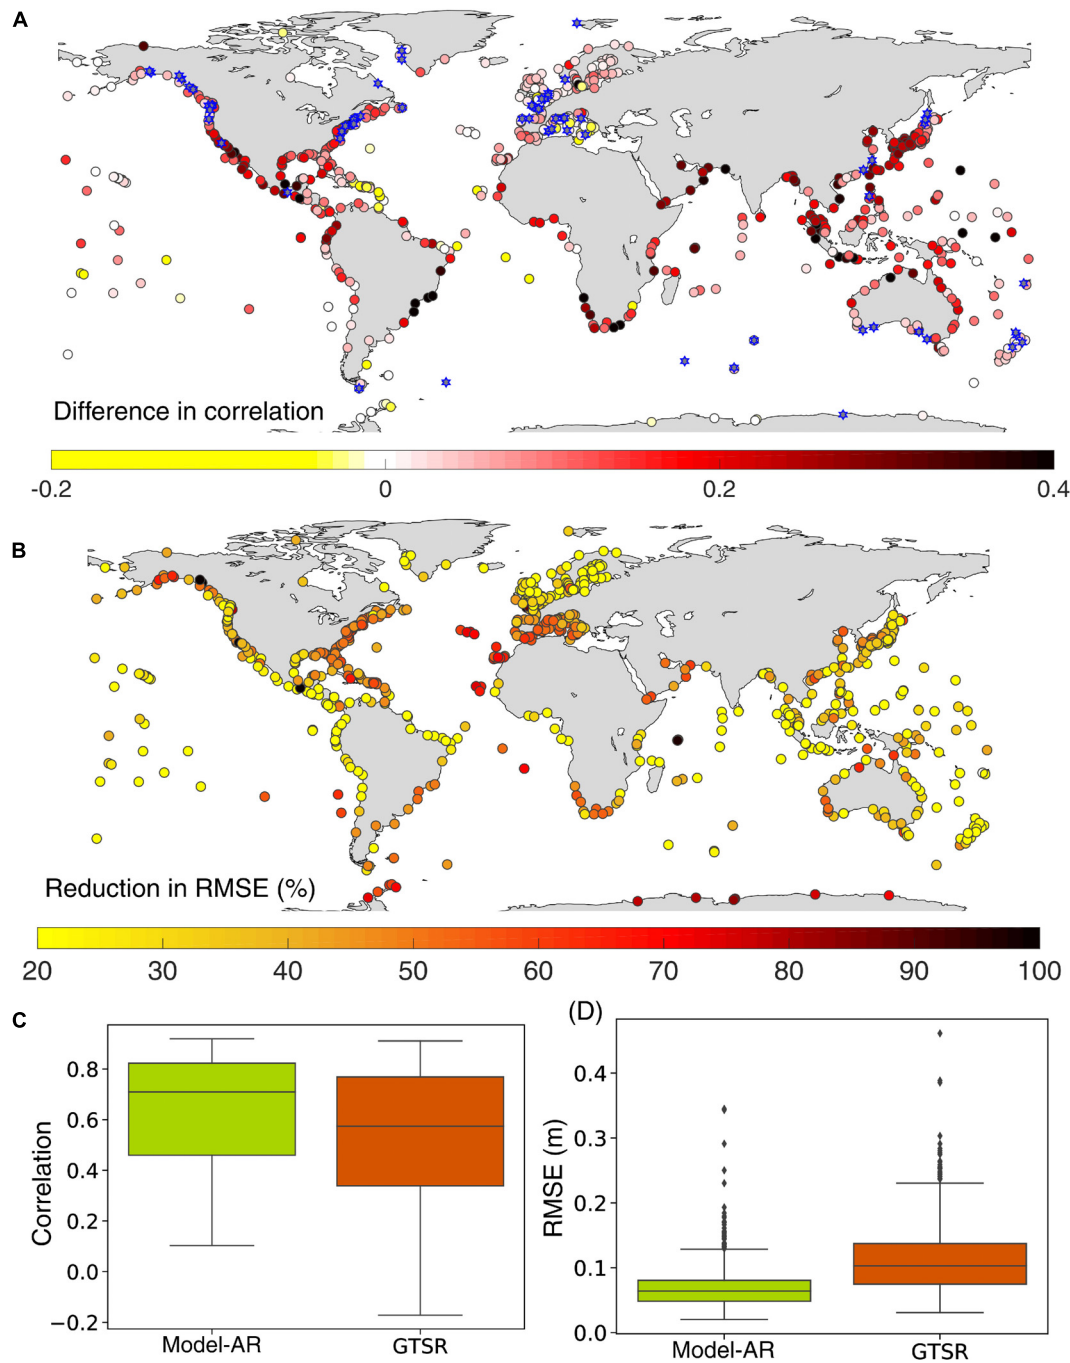 A
Difference in correlation
-0.2 0 0.2 0.4
B
Reduction in RMSE (%)
20 30 40 50 60 70 80 90 100
C
Correlation
0.8
0.6
0.4
0.2
0.0
−0.2
Model-AR GTSR
(D)
RMSE (m)
0.4
0.3
0.2
0.1
0.0
Model-AR GTSR